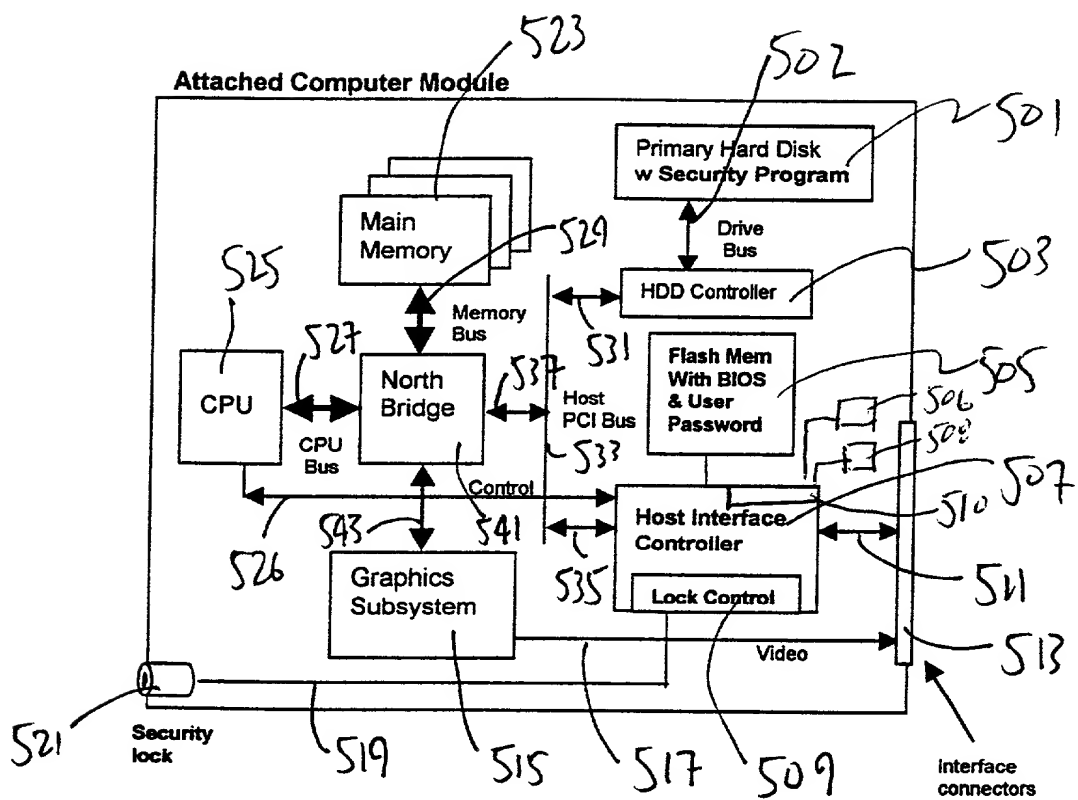 523
502
Attached Computer Module
501
Primary Hard Disk
w Security Program
Main
Memory
529
Drive
Bus
503
525
HDD Controller
Memory
Bus
531
527
537
Flash Mem
With BIOS
& User
Password
505
506
CPU
North
Bridge
Host
PCI Bus
508
CPU
Bus
533
507
Control
510
543
541
Host Interface
Controller
526
535
511
Graphics
Subsystem
Lock Control
513
Video
521
Security
lock
519
515
517
509
Interface
connectors